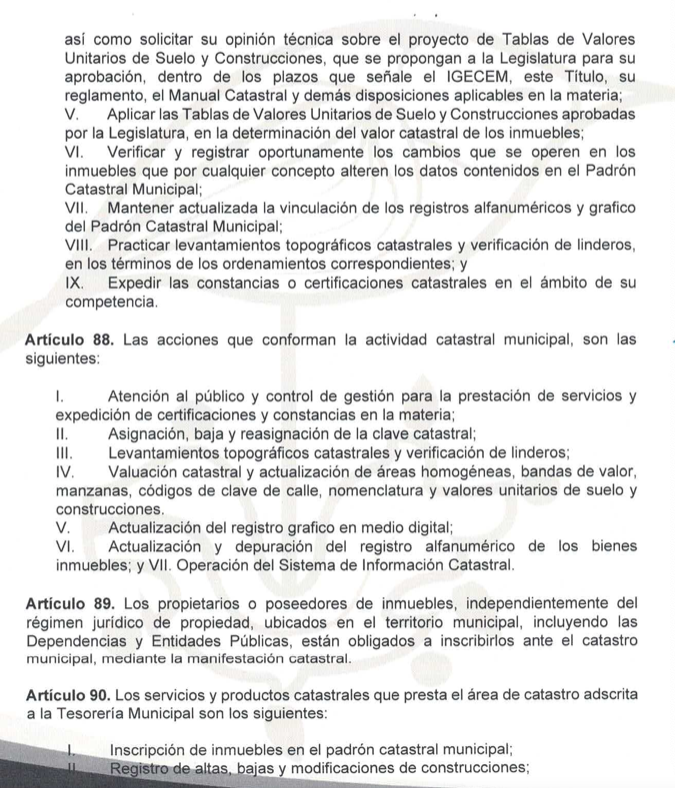 así como solicitar su opinión técnica sobre el proyecto de Tablas de Valores
Unitarios de Suelo y Construcciones, que se propongan a la Legislatura para su
aprobación, dentro de los plazos que señale el IGECEM, este Título, su
reglamento, el Manual Catastral y demás disposiciones aplicables en la materia;
V. Aplicar las Tablas de Valores Unitarios de Suelo y Construcciones aprobadas
por la Legislatura, en la determinación del valor catastral de los inmuebles;
VI. Verificar y registrar oportunamente los cambios que se operen en los
inmuebles que por cualquier concepto alteren los datos contenidos en el Padrón
Catastral Municipal;
VII. Mantener actualizada la vinculación de los registros alfanuméricos y grafico
del Padrón Catastral Municipal;
VIII. Practicar levantamientos topográficos catastrales y verificación de linderos,
en los términos de los ordenamientos correspondientes; y
IX. Expedir las constancias o certificaciones catastrales en el ámbito de su
competencia.
Artículo 88. Las acciones que conforman la actividad catastral municipal, son las
siguientes:
I. Atención al público y control de gestión para la prestación de servicios y
expedición de certificaciones y constancias en la materia;
II. Asignación, baja y reasignación de la clave catastral;
III. Levantamientos topográficos catastrales y verificación de linderos;
IV. Valuación catastral y actualización de áreas homogéneas, bandas de valor,
manzanas, códigos de clave de calle, nomenclatura y valores unitarios de suelo y
construcciones.
V. Actualización del registro grafico en medio digital;
VI. Actualización y depuración del registro alfanumérico de los bienes
inmuebles; y VII. Operación del Sistema de Información Catastral.
Artículo 89. Los propietarios o poseedores de inmuebles, independientemente del
régimen jurídico de propiedad, ubicados en el territorio municipal, incluyendo las
Dependencias y Entidades Públicas, están obligados a inscribirlos ante el catastro
municipal, mediante la manifestación catastral.
Artículo 90. Los servicios y productos catastrales que presta el área de catastro adscrita
a la Tesorería Municipal son los siguientes:
I. Inscripción de inmuebles en el padrón catastral municipal;
II. Registro de altas, bajas y modificaciones de construcciones;